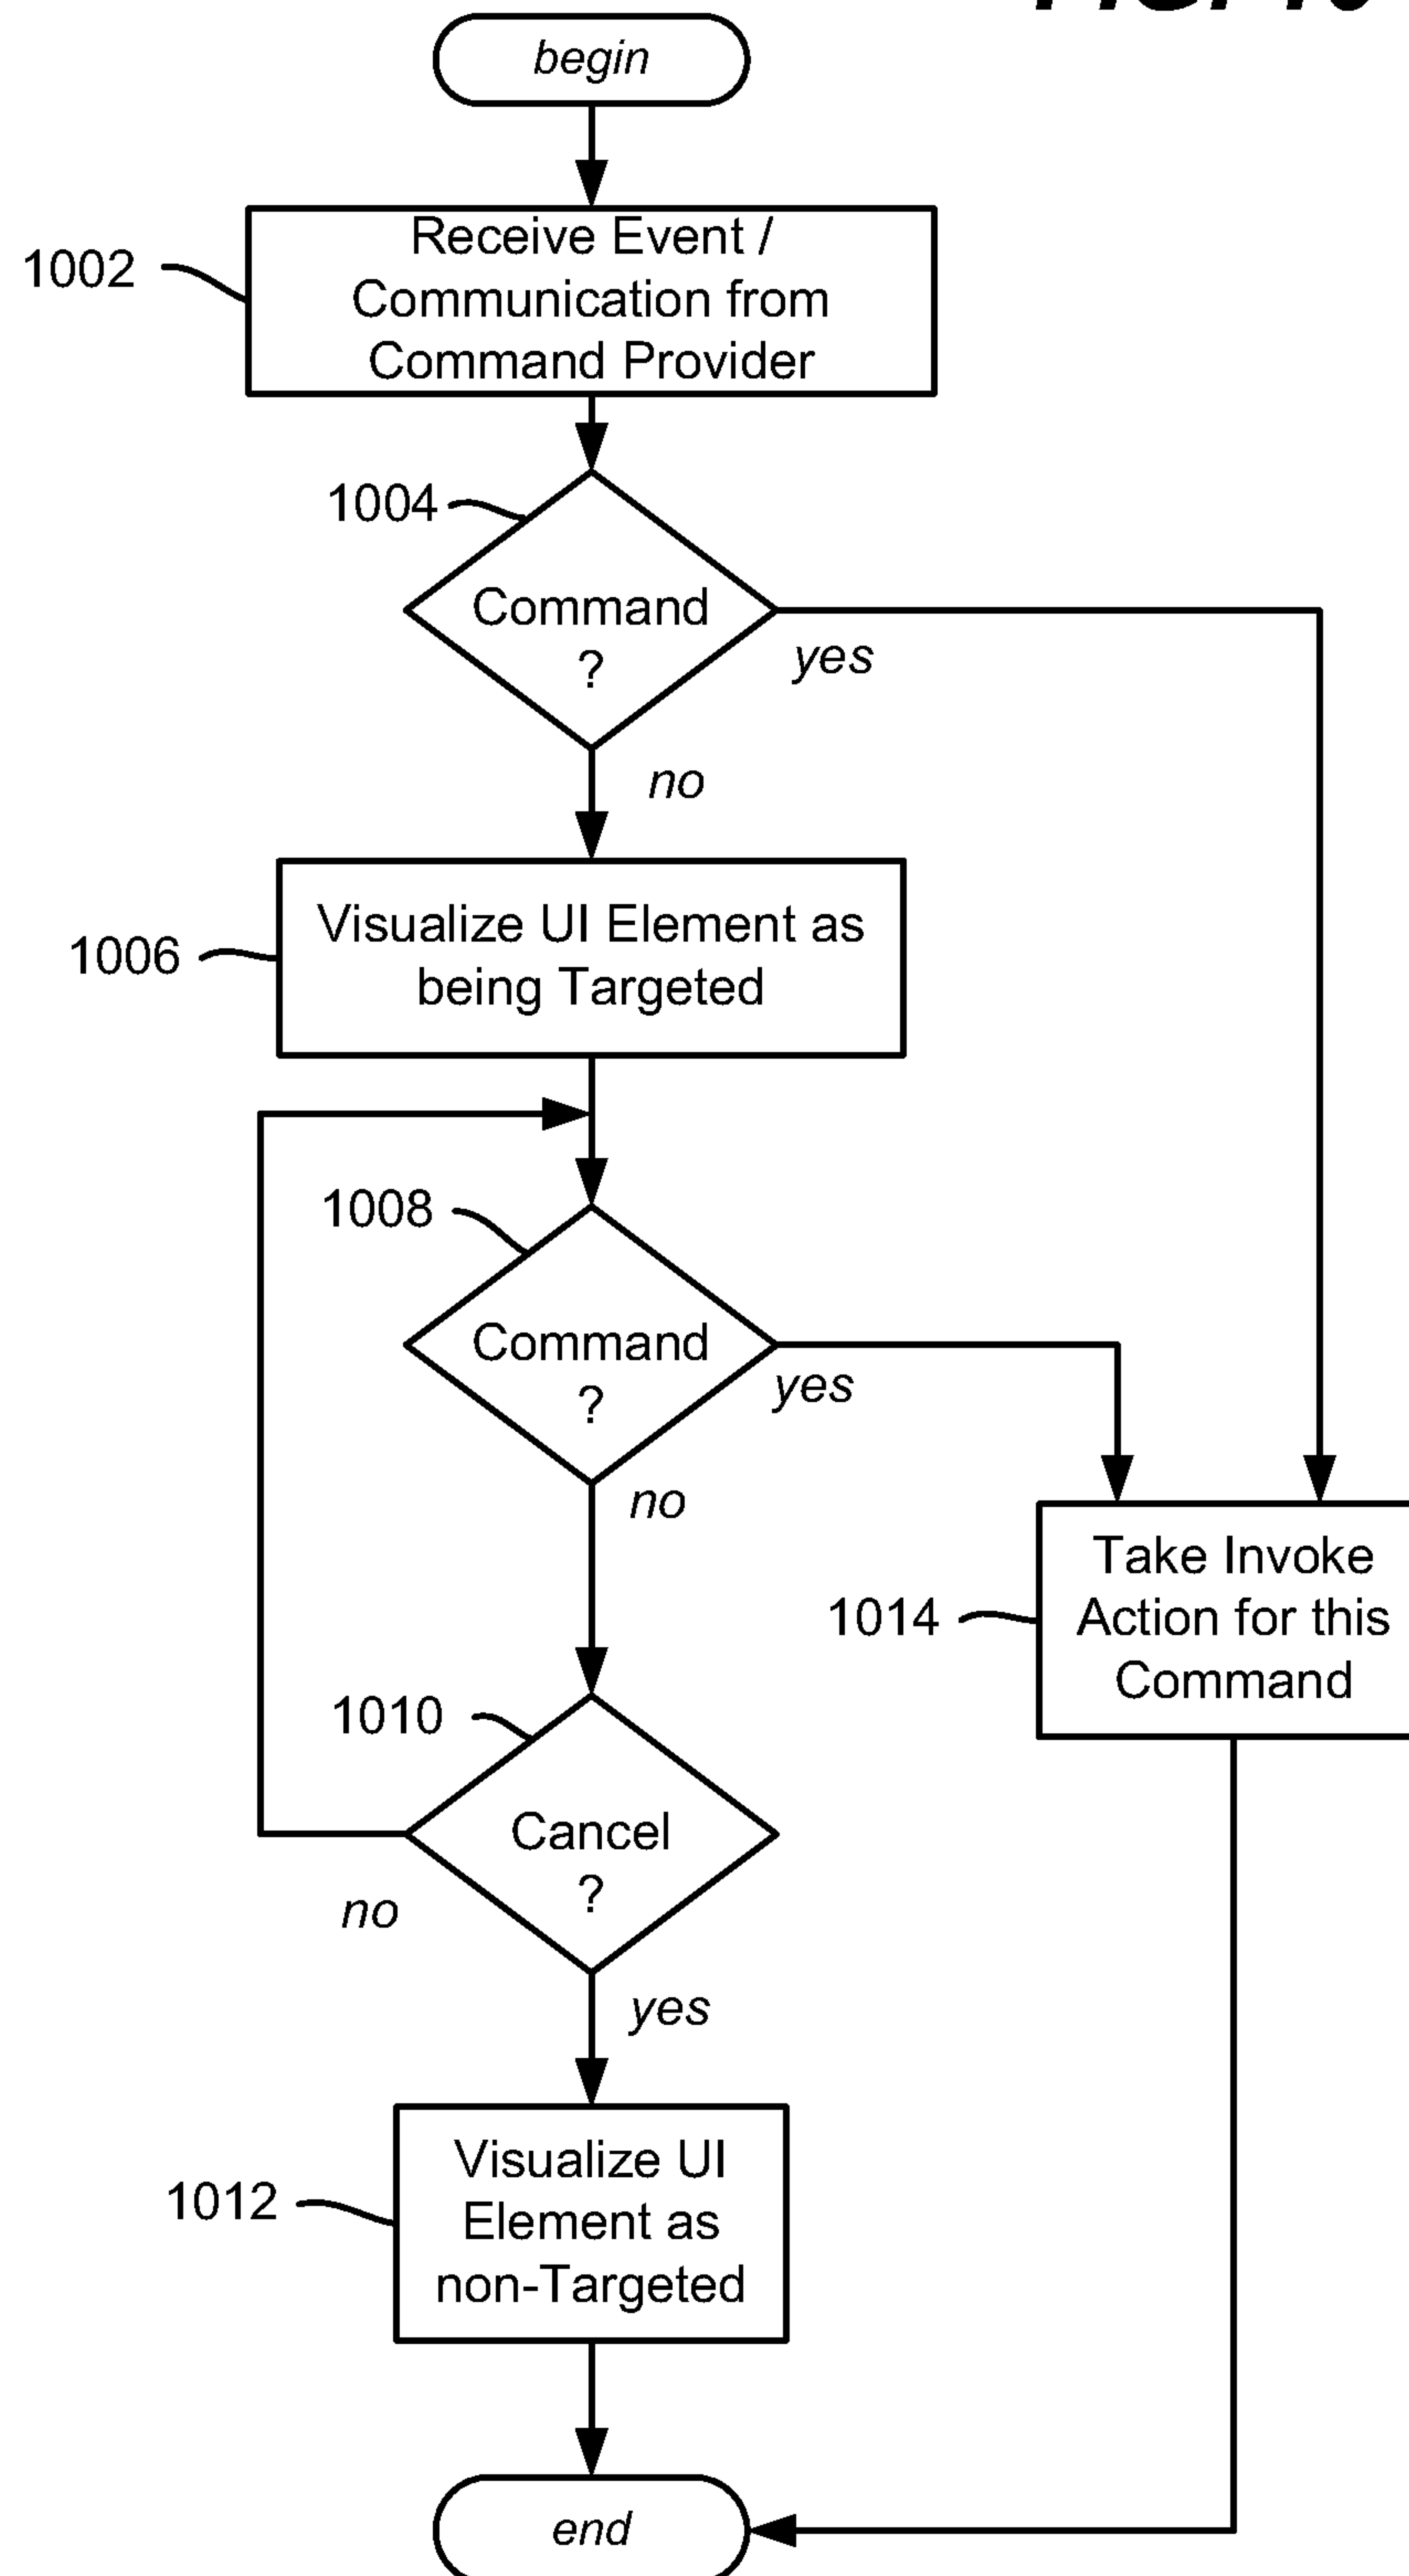 begin
1002
Receive Event /
Communication from
Command Provider
1004
Command
?
yes
no
1006
Visualize UI Element as
being Targeted
1008
Command
?
yes
no
1014
Take Invoke
Action for this
Command
1010
Cancel
?
no
yes
1012
Visualize UI
Element as
non-Targeted
end